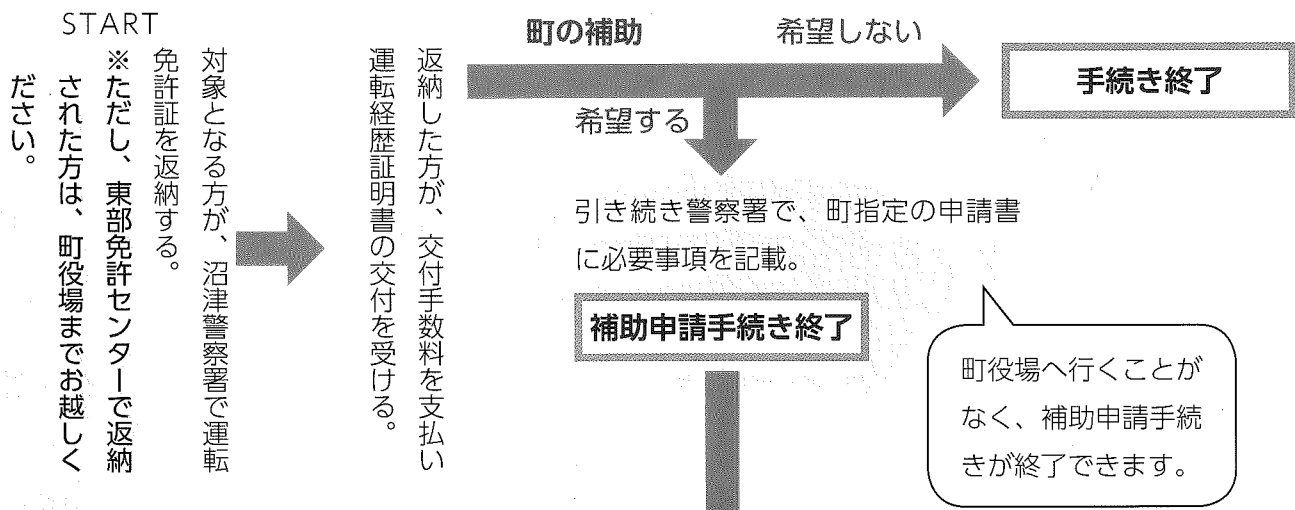 START
対象となる方が、沼津警察署で運転
免許証を返納する。
※ただし、東部免許センターで返納
された方は、町役場までお越しく
ださい。
返納した方が、交付手数料を支払い
運転経歴証明書の交付を受ける。
町の補助
希望しない
手続き終了
希望する
引き続き警察署で、町指定の申請書
に必要事項を記載。
補助申請手続き終了
町役場へ行くことが
なく、補助申請手続
きが終了できます。